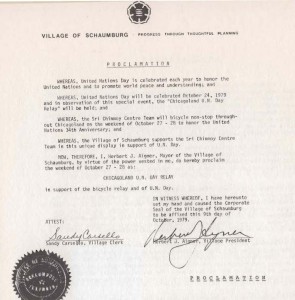 VILLAGE OF SCHAUMBURG PROGRESS THROUGH THOUGHTFUL PLANNING
PROCLAMATION
WHEREAS, United Nations Day is celebrated each year to honor
the United Nations and to promote world peace and understanding; and
WHEREAS, United Nations Day will be celebrated October 24, 1979
and in observation of this special event, the "Chicagoland U.N. Day
Relay" will be held; and
WHEREAS, the Sri Chinmoy Centre Team will bicycle non-stop through-
out Chicagoland on the weekend of October 27 - 28 to honor the United
Nations 34th Anniversary; and
WHEREAS, the Village of Schaumburg supports the Sri Chinmoy Centre
Team in this unique display in support of U.N. Day.
NOW, THEREFORE, I, Herbert J. Aigner, Mayor of the Village of
Schaumburg, by virtue of the power vested in me, do hereby proclaim
the weekend of October 27 - 28 as:
CHICAGOLAND U.N. DAY RELAY
in support of the bicycle relay and of U.N. Day.
IN WITNESS WHEREOF, I have hereunto
set my hand and caused the Corporate
Seal of the Village of Schaumburg
to be affixed this 9th day of
October, 1979.
ATTEST:
Sandy Carsello
Sandy Carsello, Village Clerk
Herbert J. Aigner
Herbert J. Aigner, Village President
PROCLAMATION